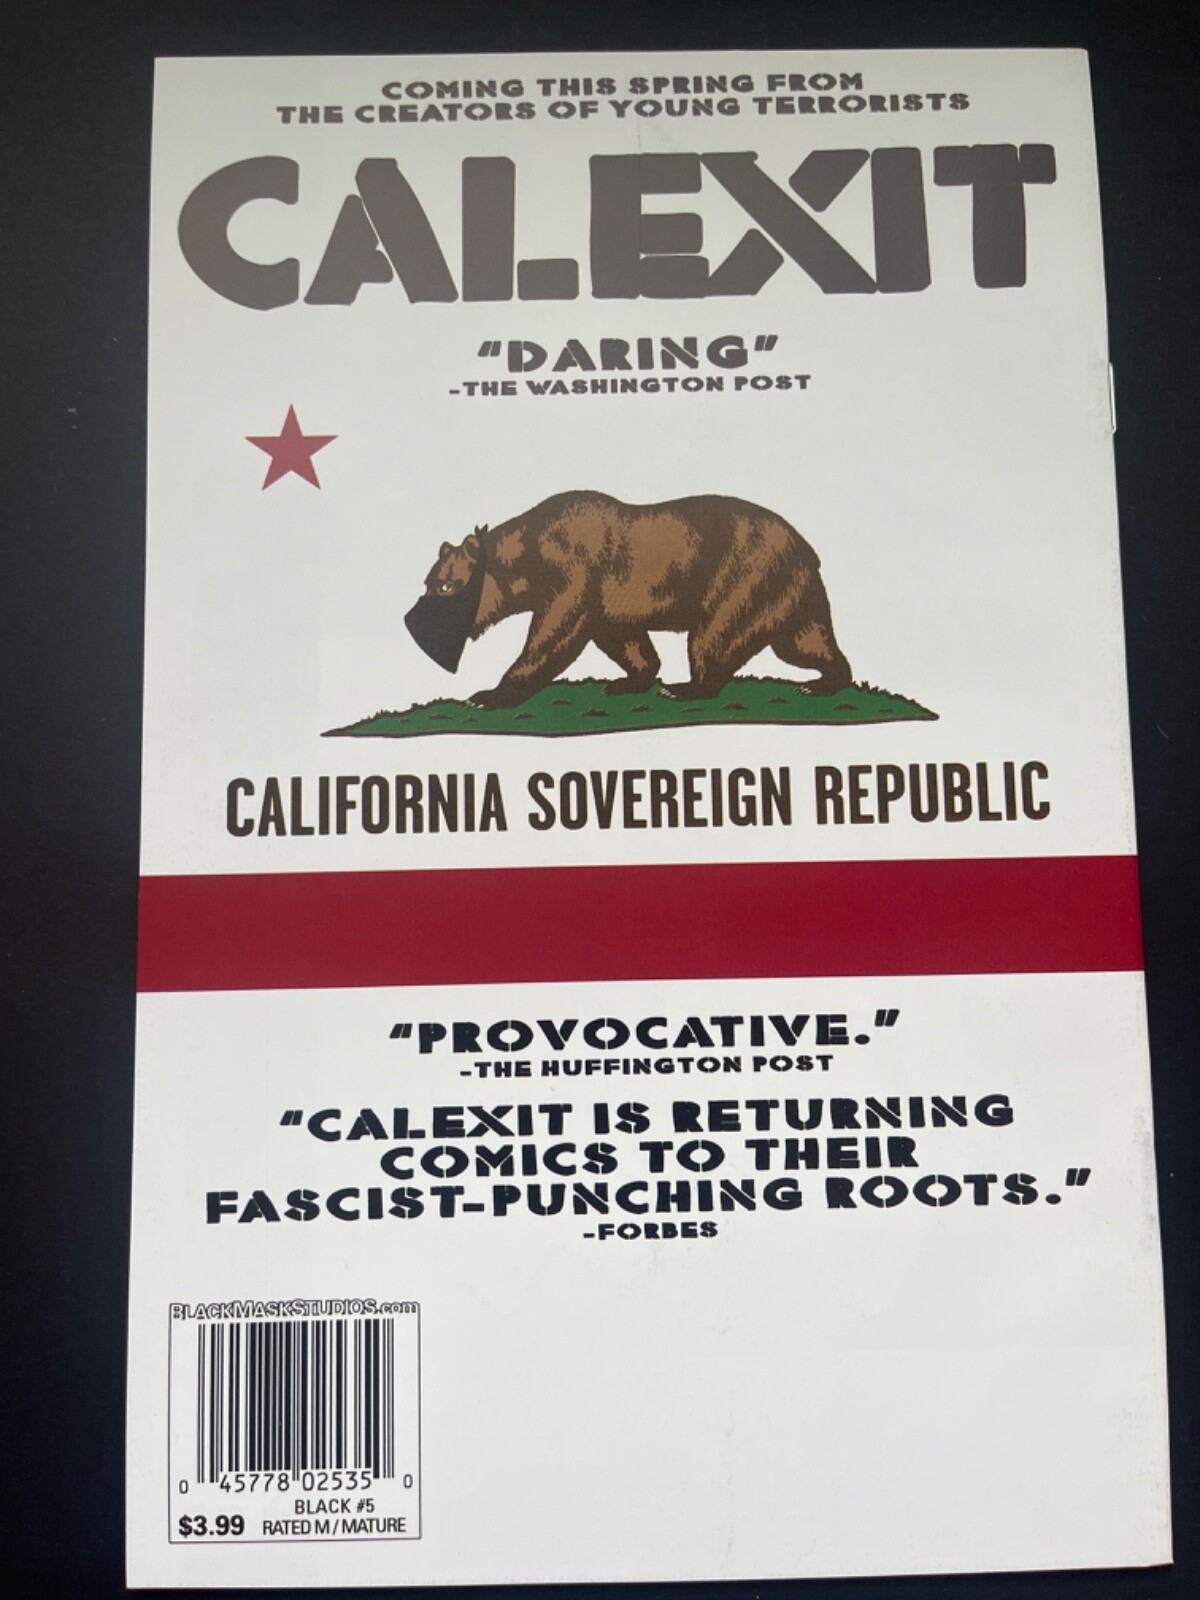 COMING THIS SPRING FROM
THE CREATORS OF YOUNG TERRORISTS
CALEXIT
"DARING"
-THE WASHINGTON POST
CALIFORNIA SOVEREIGN REPUBLIC
"PROVOCATIVE."
-THE HUFFINGTON POST
"CALEXIT IS RETURNING
COMICS TO THEIR
FASCIST-PUNCHING ROOTS."
-FORBES
BLACKMASKSTUDIOS.com
0 45778 02535 0
BLACK #5
$3.99 RATED M / MATURE